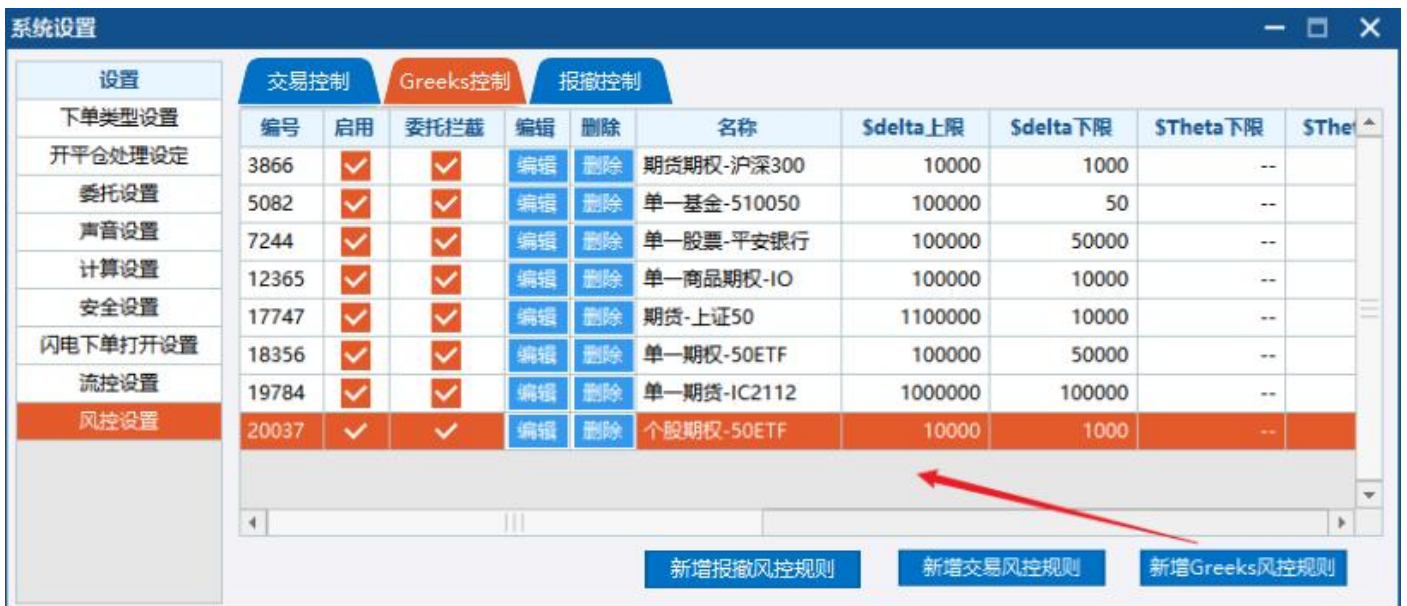 系统设置
设置
下单类型设置
开平仓处理设定
委托设置
声音设置
计算设置
安全设置
闪电下单打开设置
流控设置
风控设置
交易控制 Greeks控制 报撤控制
编号 启用 委托拦截 编辑 删除 名称 $delta上限 $delta下限 $Theta下限 $Thet
3866 编辑 删除 期货期权-沪深300 10000 1000 --
5082 编辑 删除 单一基金-510050 100000 50 --
7244 编辑 删除 单一股票-平安银行 100000 50000 --
12365 编辑 删除 单一商品期权-IO 100000 10000 --
17747 编辑 删除 期货-上证50 1100000 10000 --
18356 编辑 删除 单一期权-50ETF 100000 50000 --
19784 编辑 删除 单一期货-IC2112 1000000 100000 --
20037 编辑 删除 个股期权-50ETF 10000 1000 --
新增报撤风控规则 新增交易风控规则 新增Greeks风控规则